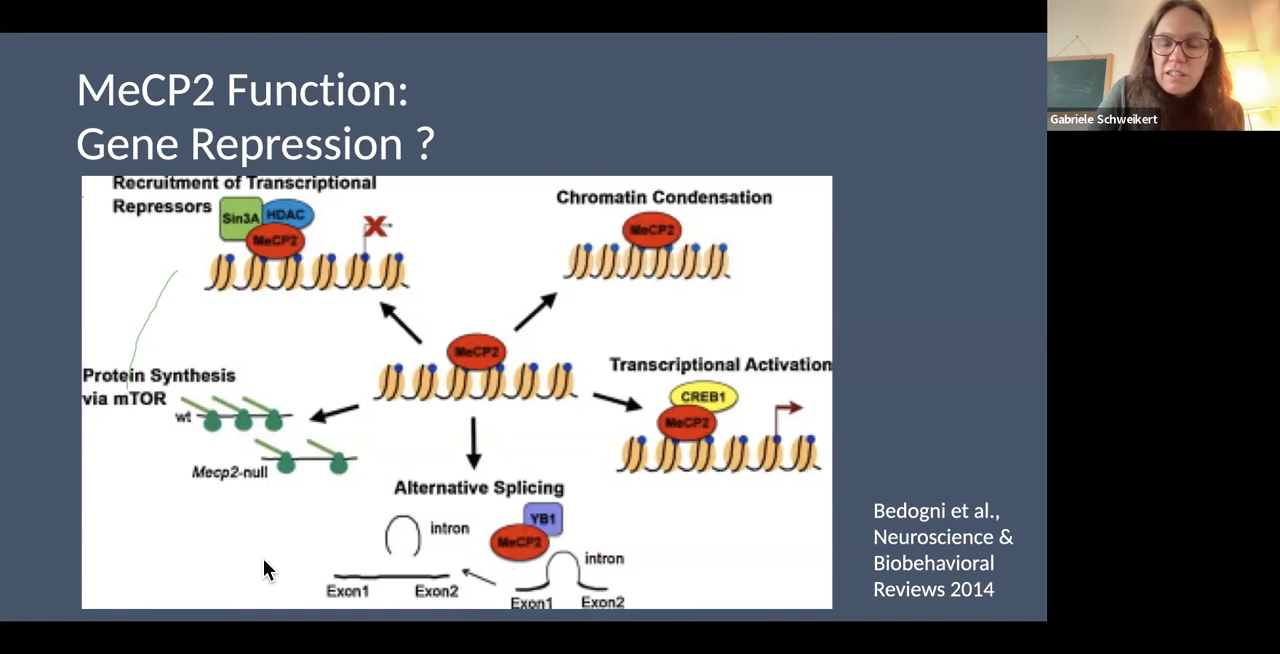 MeCP2 Function:
Gene Repression ?
Gabriele Schweikert
Recruitment of Transcriptional
Repressors
Sin3A
HDAC
MeCP2
X
Chromatin Condensation
MeCP2
MeCP2
Protein Synthesis
via mTOR
wt
Mecp2-null
Transcriptional Activation
CREB1
MeCP2
Alternative Splicing
intron
YB1
MeCP2
intron
Exon1 Exon2
Exon1 Exon2
Bedogni et al.,
Neuroscience &
Biobehavioral
Reviews 2014